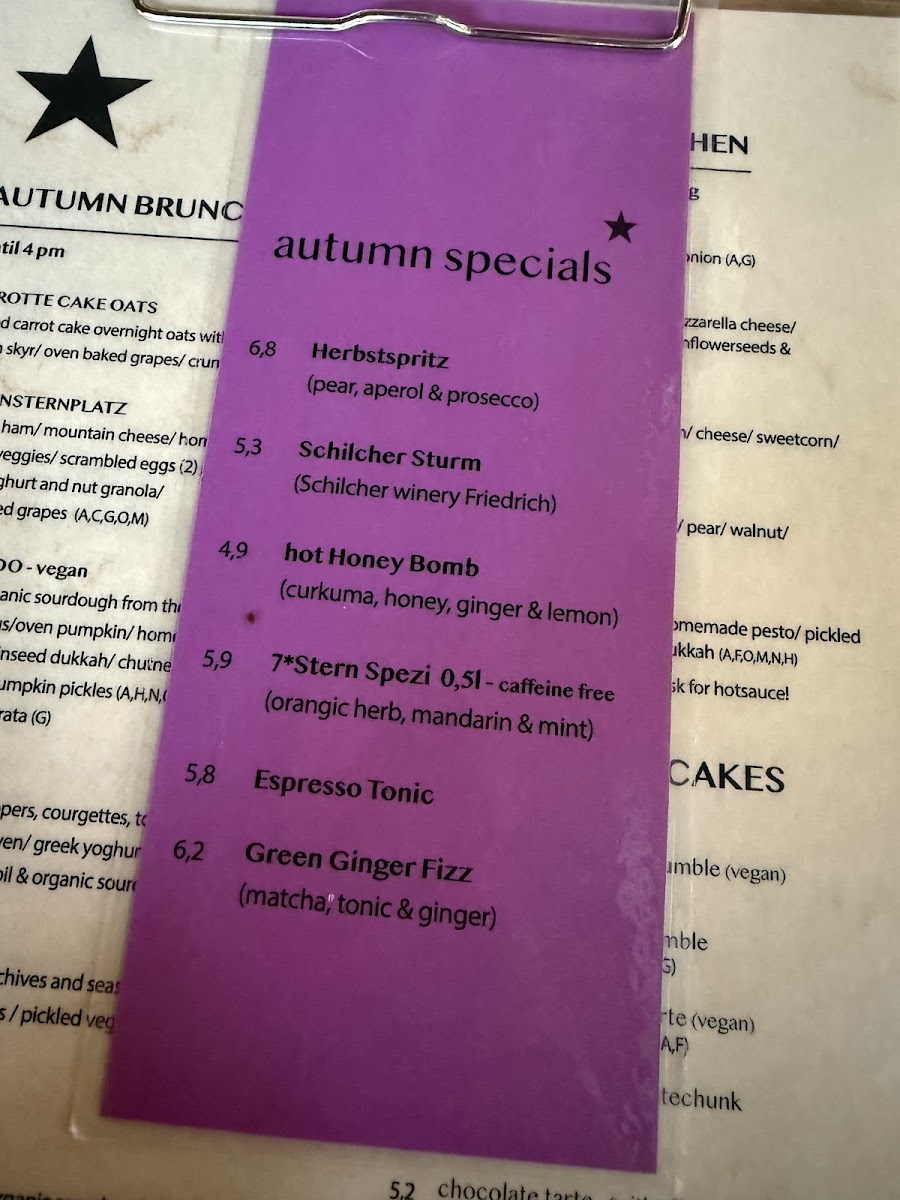 AUTUMN BRUNC
til 4 pm
ROTTE CAKE OATS
d carrot cake overnight oats wit
skyr/ oven baked grapes/ crun
NSTERNPLATZ
ham/ mountain cheese/ hom
veggies/ scrambled eggs (2)
ghurt and nut granola/
ed grapes (A,C,G,O,M)
DO - vegan
anic sourdough from th
us/oven pumpkin/ home
inseed dukkah/ chutne
umpkin pickles (A,H,N,
rata (G)
pers, courgettes, to
ven/ greek yoghur
oil & organic sour
chives and seas
s / pickled veg
autumn specials
6,8 Herbstspritz
(pear, aperol & prosecco)
5,3 Schilcher Sturm
(Schilcher winery Friedrich)
4,9 hot Honey Bomb
(curkuma, honey, ginger & lemon)
5,9 7*Stern Spezi 0,5l - caffeine free
(orangic herb, mandarin & mint)
5,8 Espresso Tonic
6,2 Green Ginger Fizz
(matcha, tonic & ginger)
HEN
g
onion (A,G)
zzarella cheese/
nflowerseeds &
/ cheese/ sweetcorn/
/ pear/ walnut/
omemade pesto/ pickled
ukkah (A,F,O,M,N,H)
sk for hotsauce!
CAKES
umble (vegan)
mble
G)
rte (vegan)
A,F)
techunk
5,2 chocolate tarte